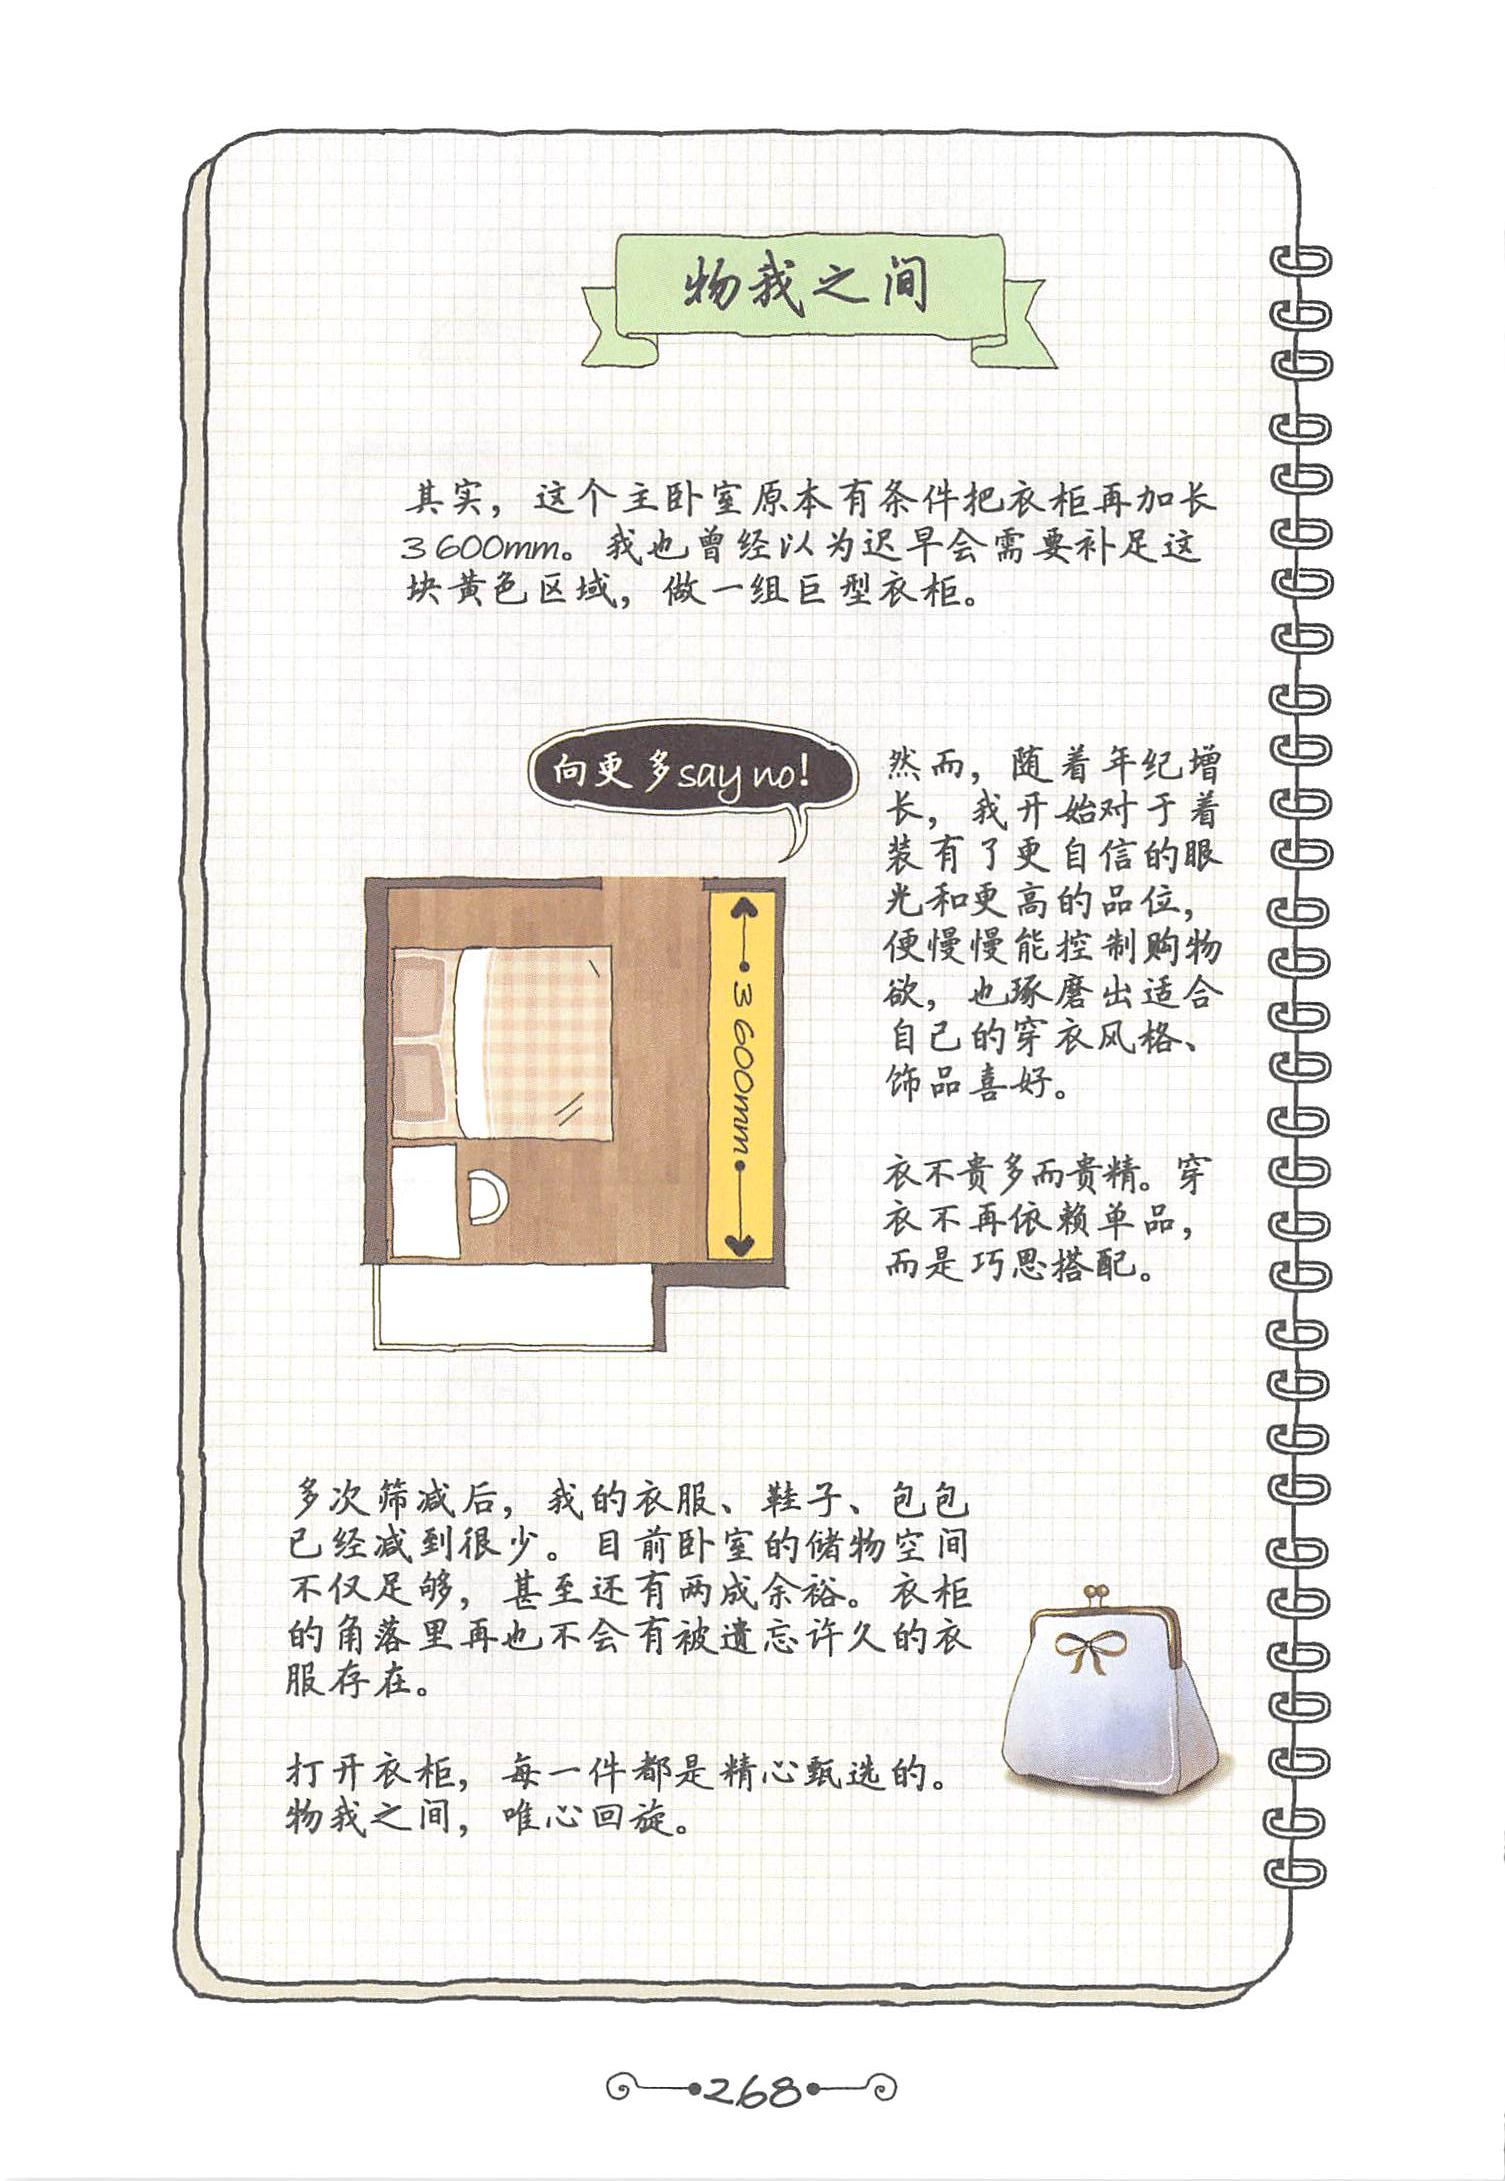 物我之间
其实，这个主卧室原本有条件把衣柜再加长
3 600mm。我也曾经以为迟早会需要补足这
块黄色区域，做一组巨型衣柜。
向更多say no!
3 600mm
然而，随着年纪增
长，我开始对于着
装有了更自信的眼
光和更高的品位，
便慢慢能控制购物
欲，也琢磨出适合
自己的穿衣风格、
饰品喜好。
衣不贵多而贵精。穿
衣不再依赖单品，
而是巧思搭配。
多次筛减后，我的衣服、鞋子、包包
已经减到很少。目前卧室的储物空间
不仅足够，甚至还有两成余裕。衣柜
的角落里再也不会有被遗忘许久的衣
服存在。
打开衣柜，每一件都是精心甄选的。
物我之间，唯心回旋。
268